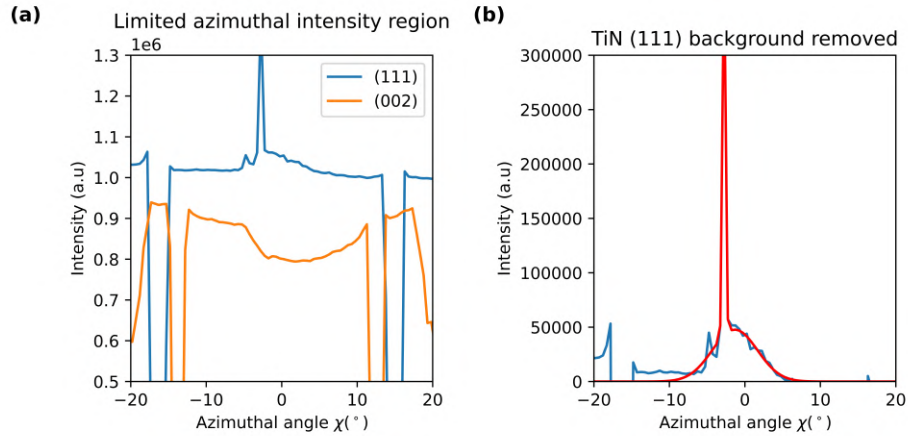 (a)
Limited azimuthal intensity region
1e6
1.3
1.2
1.1
1.0
0.9
0.8
0.7
0.6
0.5
Intensity (a.u)
(111)
(002)
−20 −10 0 10 20
Azimuthal angle χ(°)
(b)
TiN (111) background removed
300000
250000
200000
150000
100000
50000
0
Intensity (a.u)
−20 −10 0 10 20
Azimuthal angle χ(°)